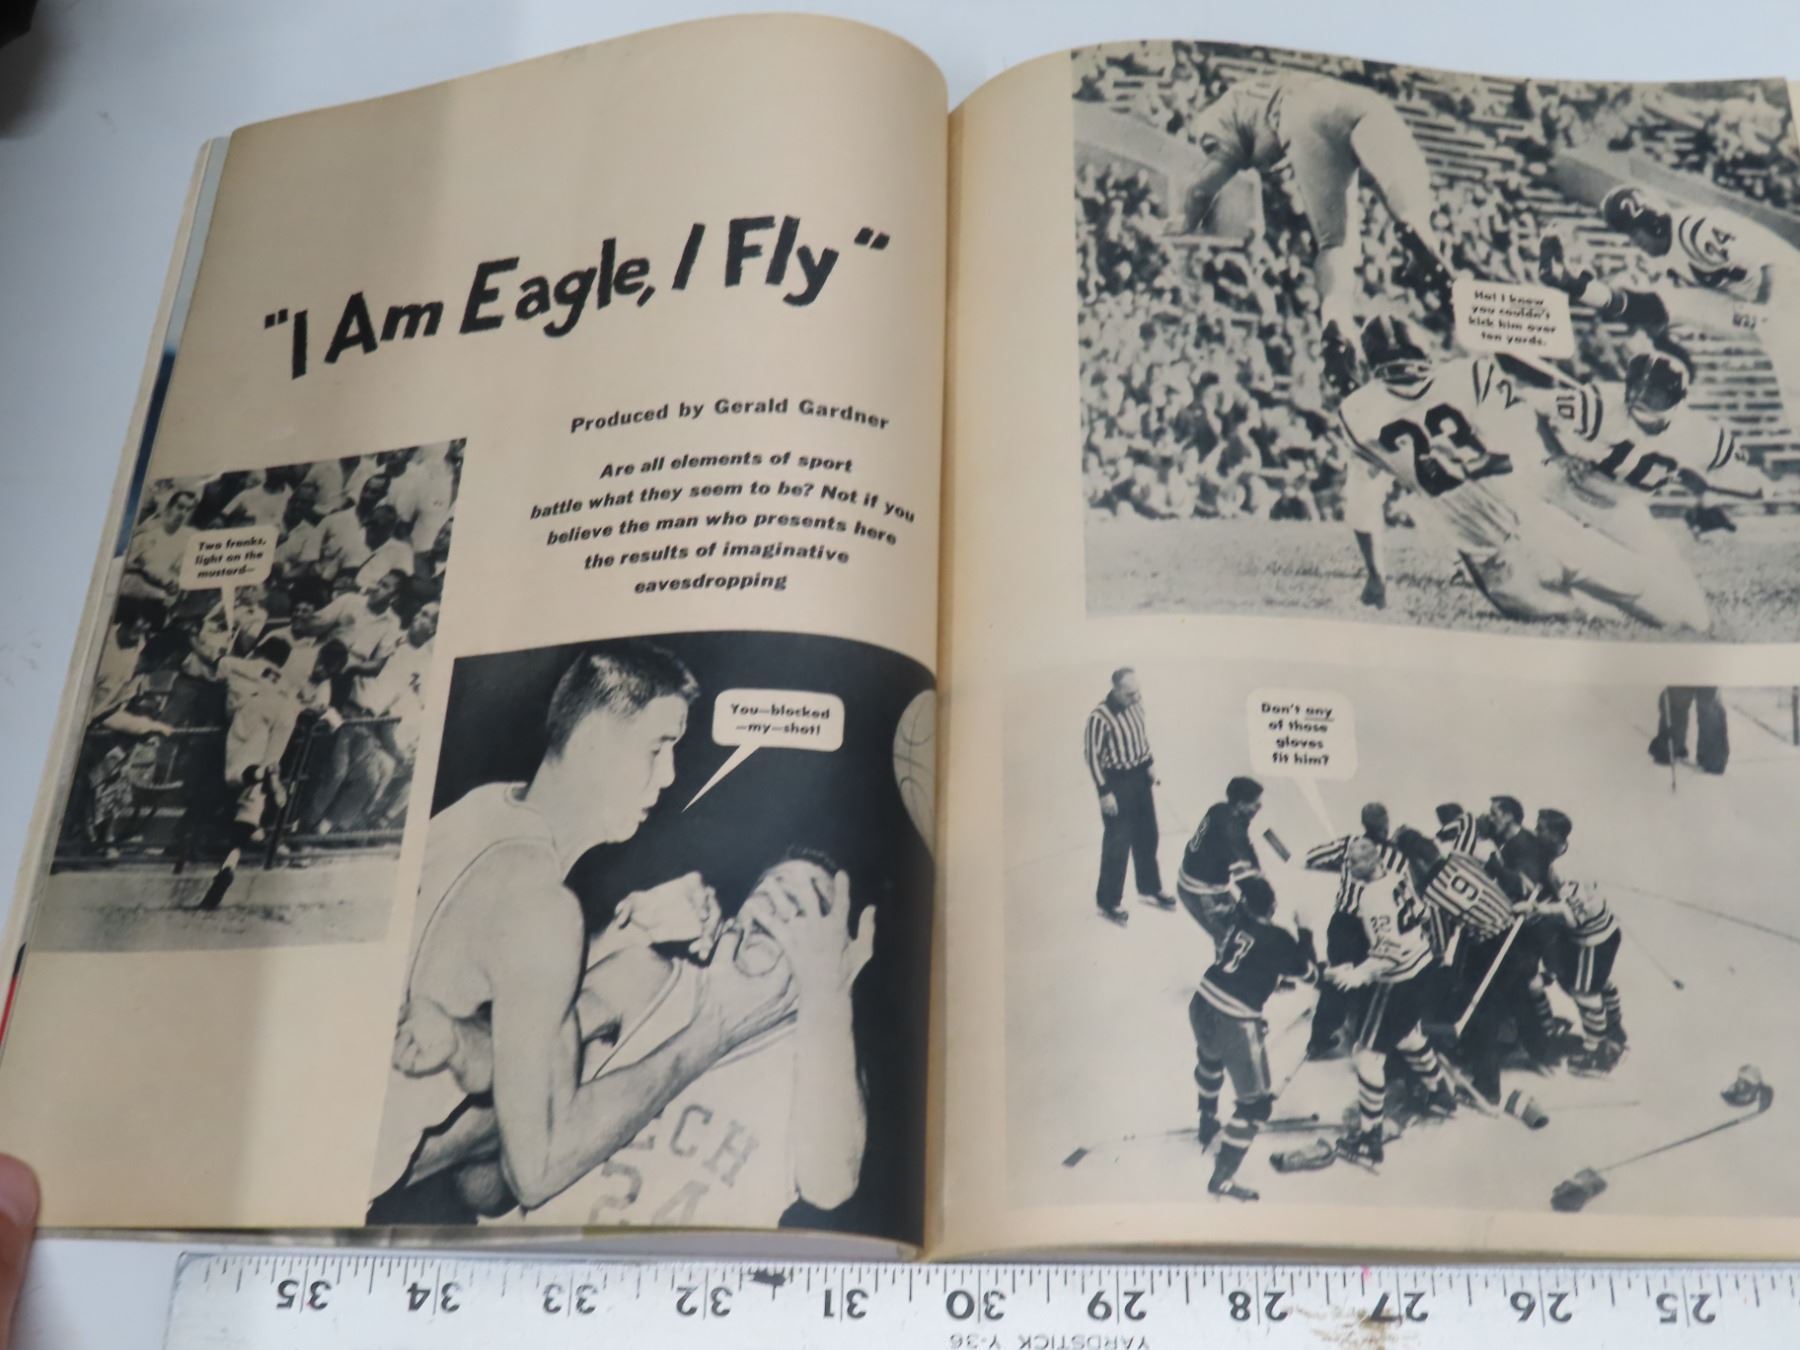 "I Am Eagle, I Fly"
Produced by Gerald Gardner
Are all elements of sport
battle what they seem to be? Not if you
believe the man who presents here
the results of imaginative
eavesdropping
Two franks,
light on the
mustard—
You—blocked
—my—shot!
ECH
24
Ha! I knew
you couldn't
kick him over
ten yards.
24
24
23
2
10
10
Don't any
of those
gloves
fit him?
7
22
9
35
34
33
32
31
30
29
28
27
26
25
YARDSTICK Y-36